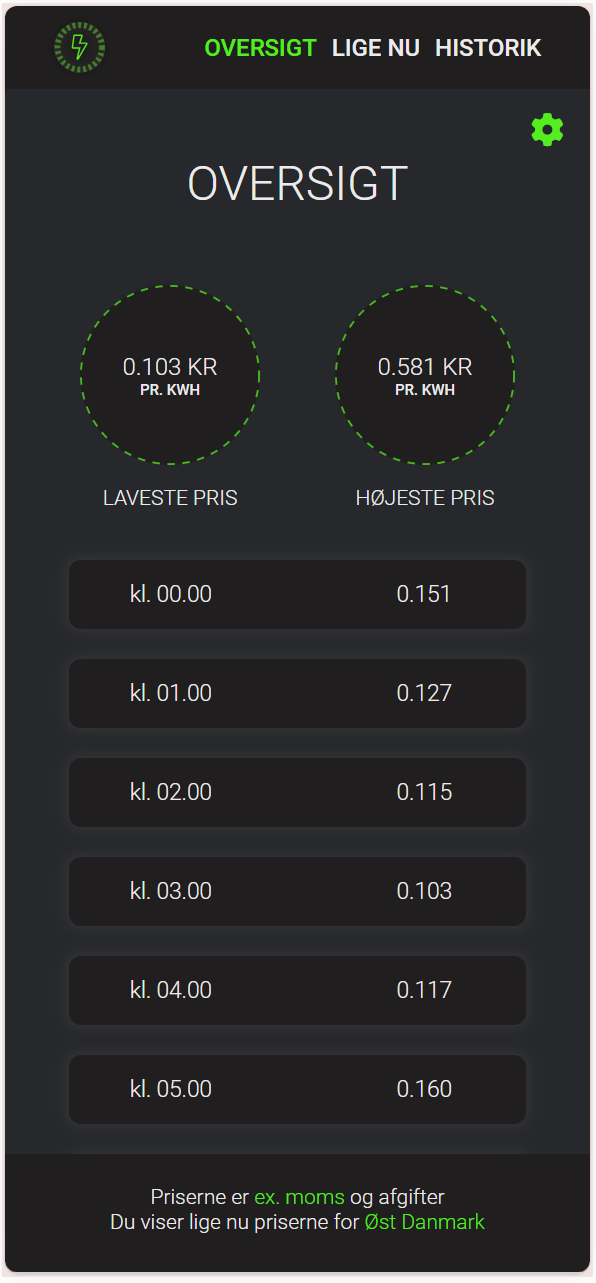 OVERSIGT LIGE NU HISTORIK
OVERSIGT
0.103 KR
PR. KWH
LAVESTE PRIS
0.581 KR
PR. KWH
HØJESTE PRIS
kl. 00.00 0.151
kl. 01.00 0.127
kl. 02.00 0.115
kl. 03.00 0.103
kl. 04.00 0.117
kl. 05.00 0.160
Priserne er ex. moms og afgifter
Du viser lige nu priserne for Øst Danmark